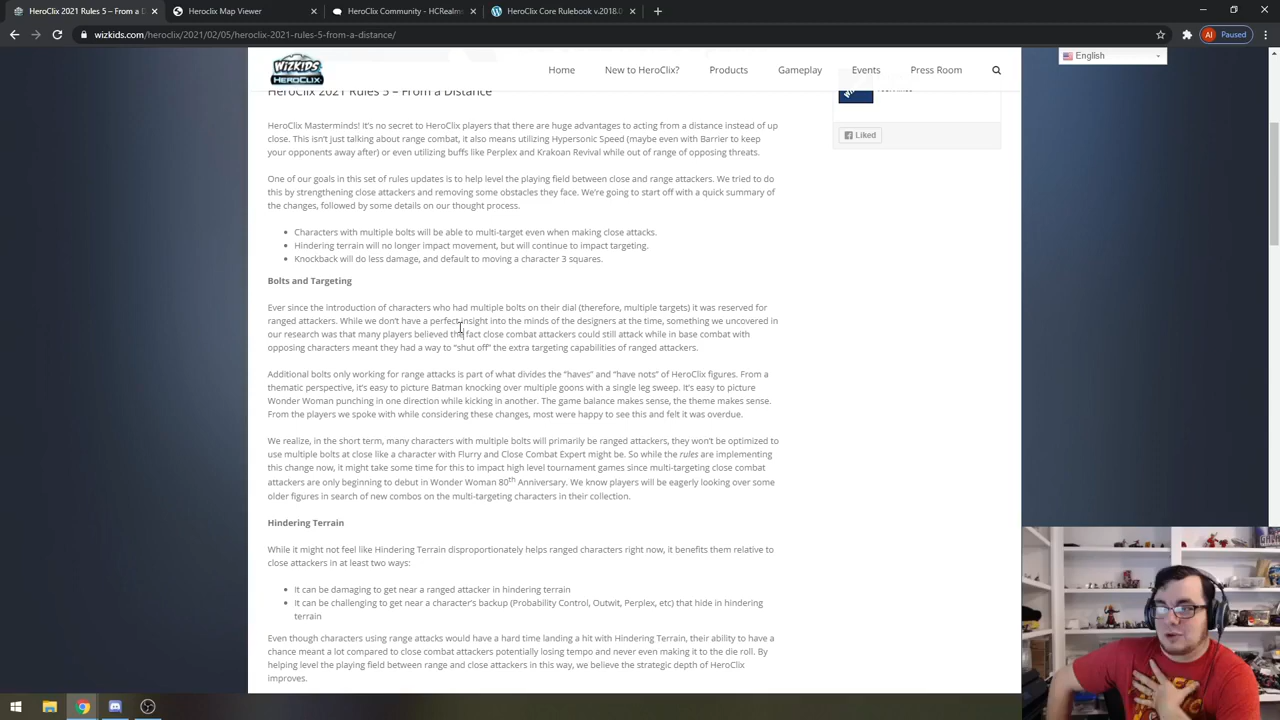 HeroClix 2021 Rules 5 – From a D
HeroClix Map Viewer
HCRealms
HeroClix Rulebook v.2018.0
heroclix.com/heroclix/2021/02/05/heroclix-2021-rules-5-from-a-distance/
AI Paused
WIZKIDS
HEROCLIX
Home New to HeroClix? Products Gameplay Events Press Room
English
HeroClix 2021 Rules 5 – From a Distance
Liked
HeroClix Masterminds! It's no secret to HeroClix players that there are huge advantages to acting from a distance instead of up
close. This isn't just talking about range combat, it also means utilizing Hypersonic Speed (maybe even with Barrier to keep
your opponents away after) or even utilizing buffs like Perplex and Krakoan Revival while out of range of opposing threats.
One of our goals in this set of rules updates is to help level the playing field between close and range attackers. We tried to do
this by strengthening close attackers and removing some obstacles they face. We're going to start off with a quick summary of
the changes, followed by some details on our thought process.
• Characters with multiple bolts will be able to multi-target even when making close attacks.
• Hindering terrain will no longer impact movement, but will continue to impact targeting.
• Knockback will do less damage, and default to moving a character 3 squares.
Bolts and Targeting
Ever since the introduction of characters who had multiple bolts on their dial (therefore, multiple targets) it was reserved for
ranged attackers. While we don't have a perfect insight into the minds of the designers at the time, something we uncovered in
our research was that many players believed the fact close combat attackers could still attack while in base combat with
opposing characters meant they had a way to "shut off" the extra targeting capabilities of ranged attackers.
Additional bolts only working for range attacks is part of what divides the "haves" and "have nots" of HeroClix figures. From a
thematic perspective, it's easy to picture Batman knocking over multiple goons with a single leg sweep. It's easy to picture
Wonder Woman punching in one direction while kicking in another. The game balance makes sense, the theme makes sense.
From the players we spoke with while considering these changes, most were happy to see this and felt it was overdue.
We realize, in the short term, many characters with multiple bolts will primarily be ranged attackers, they won't be optimized to
use multiple bolts at close like a character with Flurry and Close Combat Expert might be. So while the rules are implementing
this change now, it might take some time for this to impact high level tournament games since multi-targeting close combat
attackers are only beginning to debut in Wonder Woman 80th Anniversary. We know players will be eagerly looking over some
older figures in search of new combos on the multi-targeting characters in their collection.
Hindering Terrain
While it might not feel like Hindering Terrain disproportionately helps ranged characters right now, it benefits them relative to
close attackers in at least two ways:
• It can be damaging to get near a ranged attacker in hindering terrain
• It can be challenging to get near a character's backup (Probability Control, Outwit, Perplex, etc) that hide in hindering
terrain
Even though characters using range attacks would have a hard time landing a hit with Hindering Terrain, their ability to have a
chance meant a lot compared to close combat attackers potentially losing tempo and never even making it to the die roll. By
helping level the playing field between range and close attackers in this way, we believe the strategic depth of HeroClix
improves.